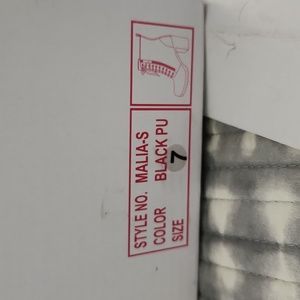 STYLE NO. MALIA-S
COLOR BLACK PU
SIZE 7